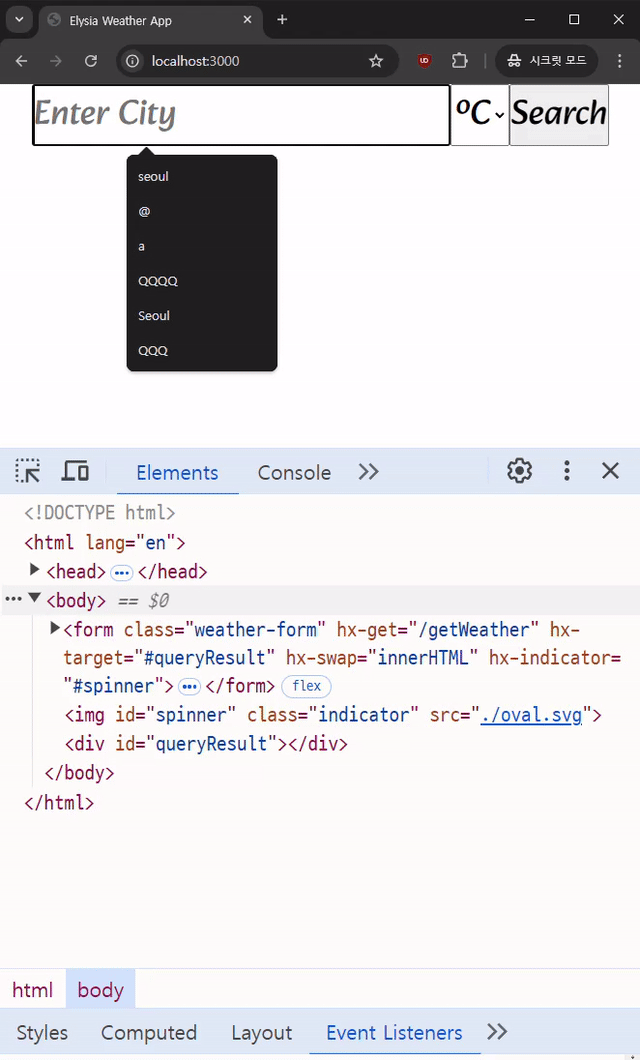 Elysia Weather App
localhost:3000
시크릿 모드
Enter City
ºC
Search
seoul
@
a
QQQQ
Seoul
QQQ
Elements
Console
<!DOCTYPE html>
<html lang="en">
<head> ••• </head>
<body> == $0
<form class="weather-form" hx-get="/getWeather" hx-
target="#queryResult" hx-swap="innerHTML" hx-indicator=
"#spinner"> ••• </form> flex
<img id="spinner" class="indicator" src="./oval.svg">
<div id="queryResult"></div>
</body>
</html>
html body
Styles Computed Layout Event Listeners